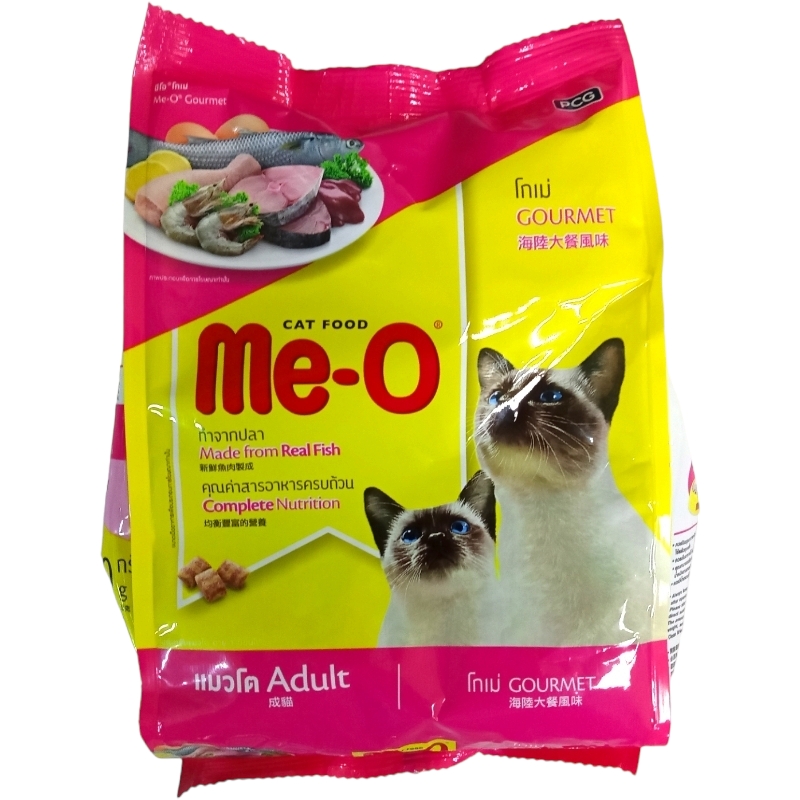 มีโอ® โกเม่
Me-O® Gourmet
PCG
โกเม่
GOURMET
海陸大餐風味
CAT FOOD
Me-O®
ทำจากปลา
Made from Real Fish
新鮮魚肉製成
คุณค่าสารอาหารครบถ้วน
Complete Nutrition
均衡豐富的營養
แมวโต Adult
成貓
โกเม่ GOURMET
海陸大餐風味